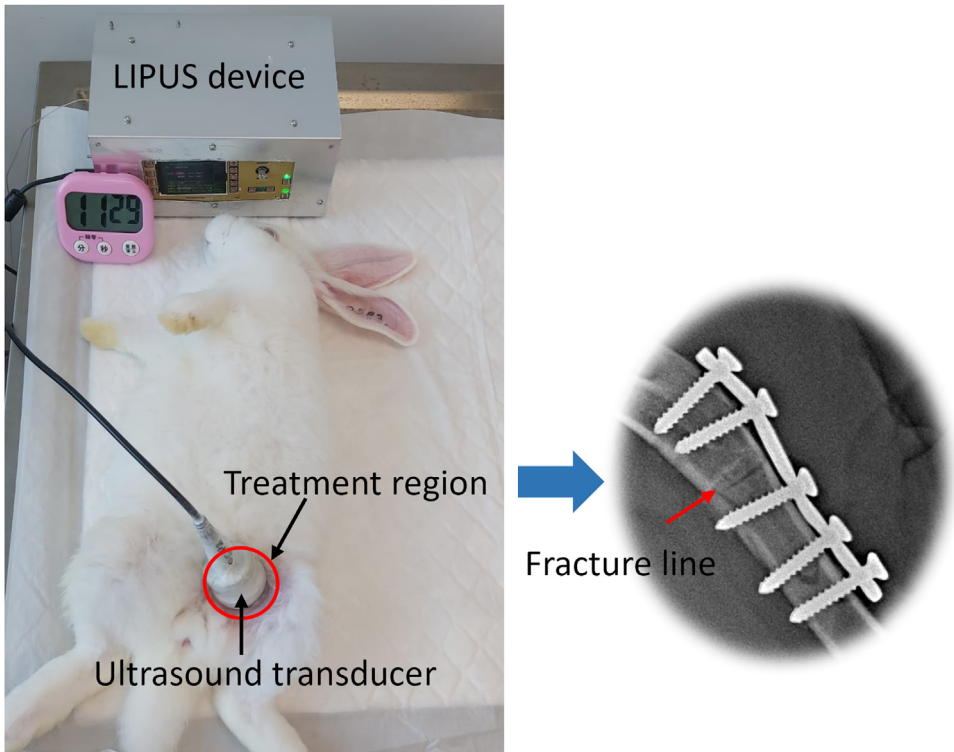 LIPUS device
1129
分
秒
Treatment region
Fracture line
Ultrasound transducer